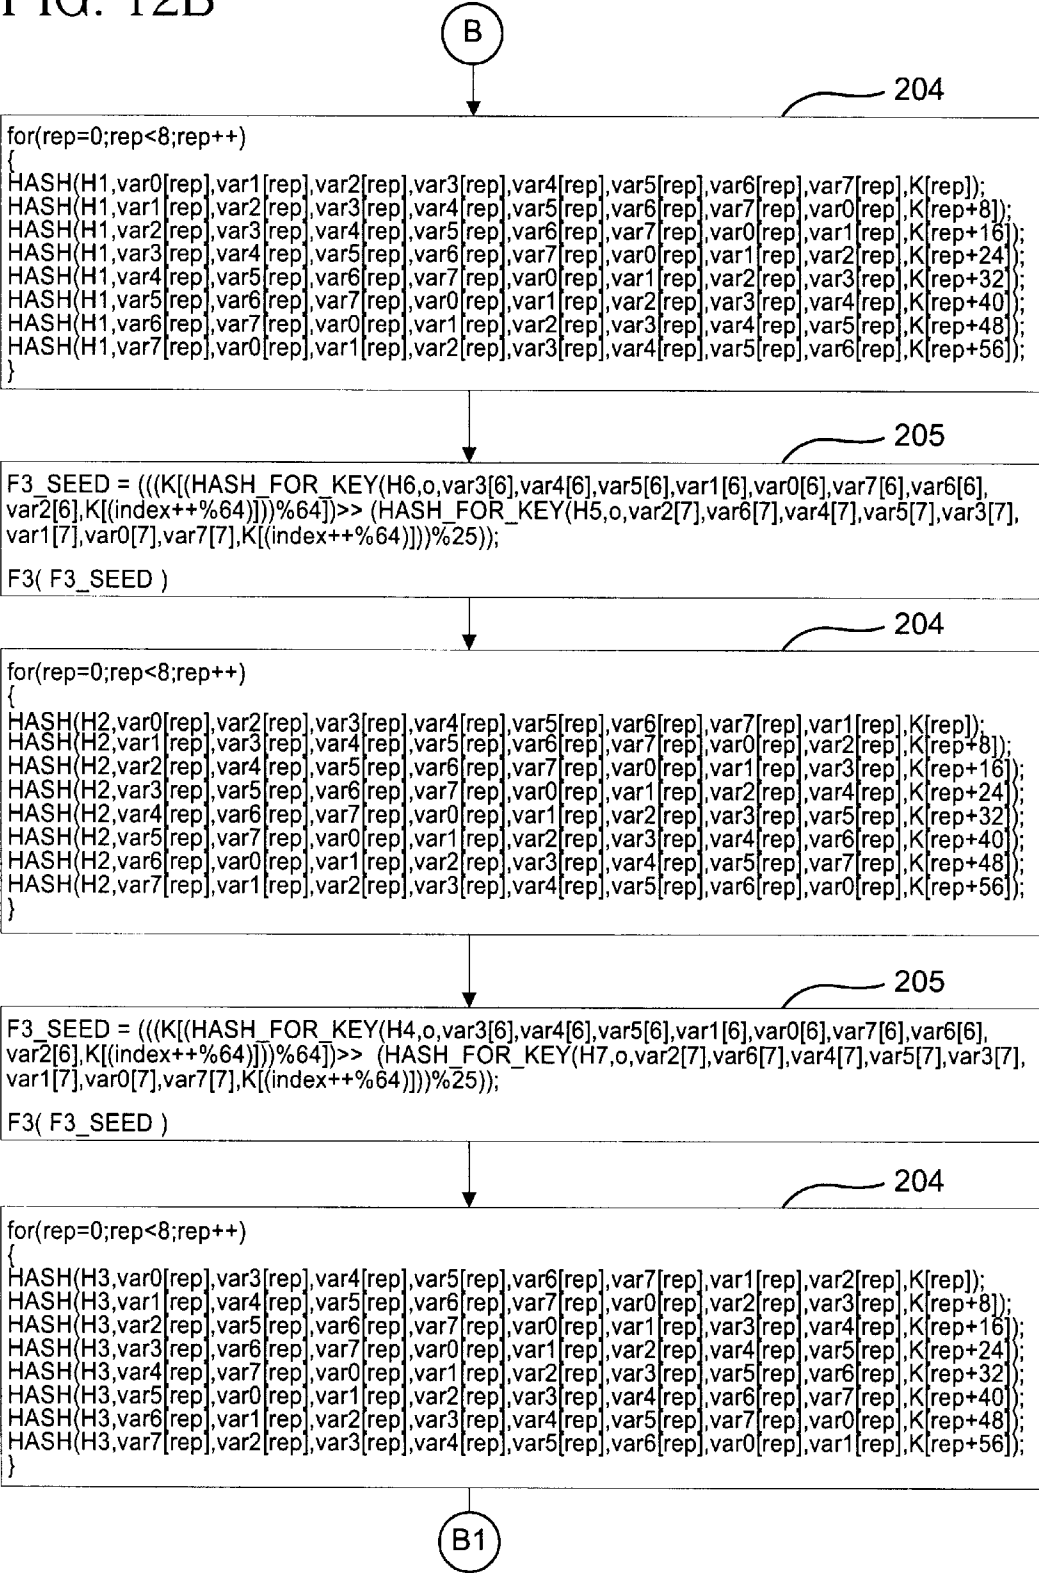 FIG. 12B
B
204
for(rep=0;rep<8;rep++)
{
HASH(H1,var0[rep],var1[rep],var2[rep],var3[rep],var4[rep],var5[rep],var6[rep],var7[rep],K[rep]);
HASH(H1,var1[rep],var2[rep],var3[rep],var4[rep],var5[rep],var6[rep],var7[rep],var0[rep],K[rep+8]);
HASH(H1,var2[rep],var3[rep],var4[rep],var5[rep],var6[rep],var7[rep],var0[rep],var1[rep],K[rep+16]);
HASH(H1,var3[rep],var4[rep],var5[rep],var6[rep],var7[rep],var0[rep],var1[rep],var2[rep],K[rep+24]);
HASH(H1,var4[rep],var5[rep],var6[rep],var7[rep],var0[rep],var1[rep],var2[rep],var3[rep],K[rep+32]);
HASH(H1,var5[rep],var6[rep],var7[rep],var0[rep],var1[rep],var2[rep],var3[rep],var4[rep],K[rep+40]);
HASH(H1,var6[rep],var7[rep],var0[rep],var1[rep],var2[rep],var3[rep],var4[rep],var5[rep],K[rep+48]);
HASH(H1,var7[rep],var0[rep],var1[rep],var2[rep],var3[rep],var4[rep],var5[rep],var6[rep],K[rep+56]);
}
205
F3_SEED = (((K[(HASH_FOR_KEY(H6,o,var3[6],var4[6],var5[6],var1[6],var0[6],var7[6],var6[6],
var2[6],K[(index++%64)]))%64])>> (HASH_FOR_KEY(H5,o,var2[7],var6[7],var4[7],var5[7],var3[7],
var1[7],var0[7],var7[7],K[(index++%64)]))%25));
F3( F3_SEED )
204
for(rep=0;rep<8;rep++)
{
HASH(H2,var0[rep],var2[rep],var3[rep],var4[rep],var5[rep],var6[rep],var7[rep],var1[rep],K[rep]);
HASH(H2,var1[rep],var3[rep],var4[rep],var5[rep],var6[rep],var7[rep],var0[rep],var2[rep],K[rep+8]);
HASH(H2,var2[rep],var4[rep],var5[rep],var6[rep],var7[rep],var0[rep],var1[rep],var3[rep],K[rep+16]);
HASH(H2,var3[rep],var5[rep],var6[rep],var7[rep],var0[rep],var1[rep],var2[rep],var4[rep],K[rep+24]);
HASH(H2,var4[rep],var6[rep],var7[rep],var0[rep],var1[rep],var2[rep],var3[rep],var5[rep],K[rep+32]);
HASH(H2,var5[rep],var7[rep],var0[rep],var1[rep],var2[rep],var3[rep],var4[rep],var6[rep],K[rep+40]);
HASH(H2,var6[rep],var0[rep],var1[rep],var2[rep],var3[rep],var4[rep],var5[rep],var7[rep],K[rep+48]);
HASH(H2,var7[rep],var1[rep],var2[rep],var3[rep],var4[rep],var5[rep],var6[rep],var0[rep],K[rep+56]);
}
205
F3_SEED = (((K[(HASH_FOR_KEY(H4,o,var3[6],var4[6],var5[6],var1[6],var0[6],var7[6],var6[6],
var2[6],K[(index++%64)]))%64])>> (HASH_FOR_KEY(H7,o,var2[7],var6[7],var4[7],var5[7],var3[7],
var1[7],var0[7],var7[7],K[(index++%64)]))%25));
F3( F3_SEED )
204
for(rep=0;rep<8;rep++)
{
HASH(H3,var0[rep],var3[rep],var4[rep],var5[rep],var6[rep],var7[rep],var1[rep],var2[rep],K[rep]);
HASH(H3,var1[rep],var4[rep],var5[rep],var6[rep],var7[rep],var0[rep],var2[rep],var3[rep],K[rep+8]);
HASH(H3,var2[rep],var5[rep],var6[rep],var7[rep],var0[rep],var1[rep],var3[rep],var4[rep],K[rep+16]);
HASH(H3,var3[rep],var6[rep],var7[rep],var0[rep],var1[rep],var2[rep],var4[rep],var5[rep],K[rep+24]);
HASH(H3,var4[rep],var7[rep],var0[rep],var1[rep],var2[rep],var3[rep],var5[rep],var6[rep],K[rep+32]);
HASH(H3,var5[rep],var0[rep],var1[rep],var2[rep],var3[rep],var4[rep],var6[rep],var7[rep],K[rep+40]);
HASH(H3,var6[rep],var1[rep],var2[rep],var3[rep],var4[rep],var5[rep],var7[rep],var0[rep],K[rep+48]);
HASH(H3,var7[rep],var2[rep],var3[rep],var4[rep],var5[rep],var6[rep],var0[rep],var1[rep],K[rep+56]);
}
B1